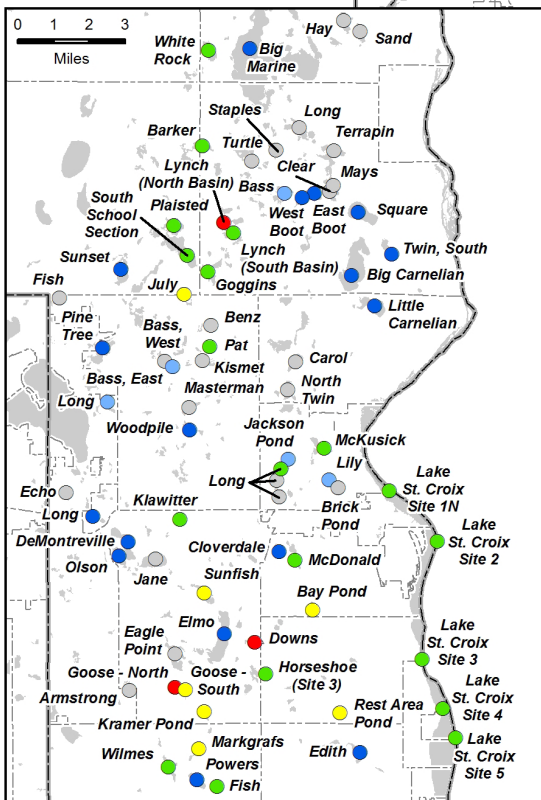 0 1 2 3
Miles
Hay
Sand
White
Rock
Big
Marine
Staples
Long
Barker
Turtle
Terrapin
Lynch
(North Basin)
Clear
Mays
Bass
South
School
Section
Plaisted
West
Boot
East
Boot
Square
Lynch
(South Basin)
Twin, South
Sunset
Big Carnelian
Goggins
Fish
July
Little
Carnelian
Pine
Tree
Bass,
West
Benz
Pat
Kismet
Carol
Bass, East
Masterman
North
Twin
Long
Woodpile
Jackson
Pond
McKusick
Lily
Long
Echo
Brick
Pond
Lake
St. Croix
Site 1N
Klawitter
Long
Lake
St. Croix
Site 2
DeMontreville
Cloverdale
McDonald
Olson
Jane
Sunfish
Bay Pond
Elmo
Downs
Lake
St. Croix
Site 3
Eagle
Point
Goose - North
Goose -
South
Horseshoe
(Site 3)
Armstrong
Lake
St. Croix
Site 4
Kramer Pond
Rest Area
Pond
Markgrafs
Wilmes
Powers
Edith
Lake
St. Croix
Site 5
Fish